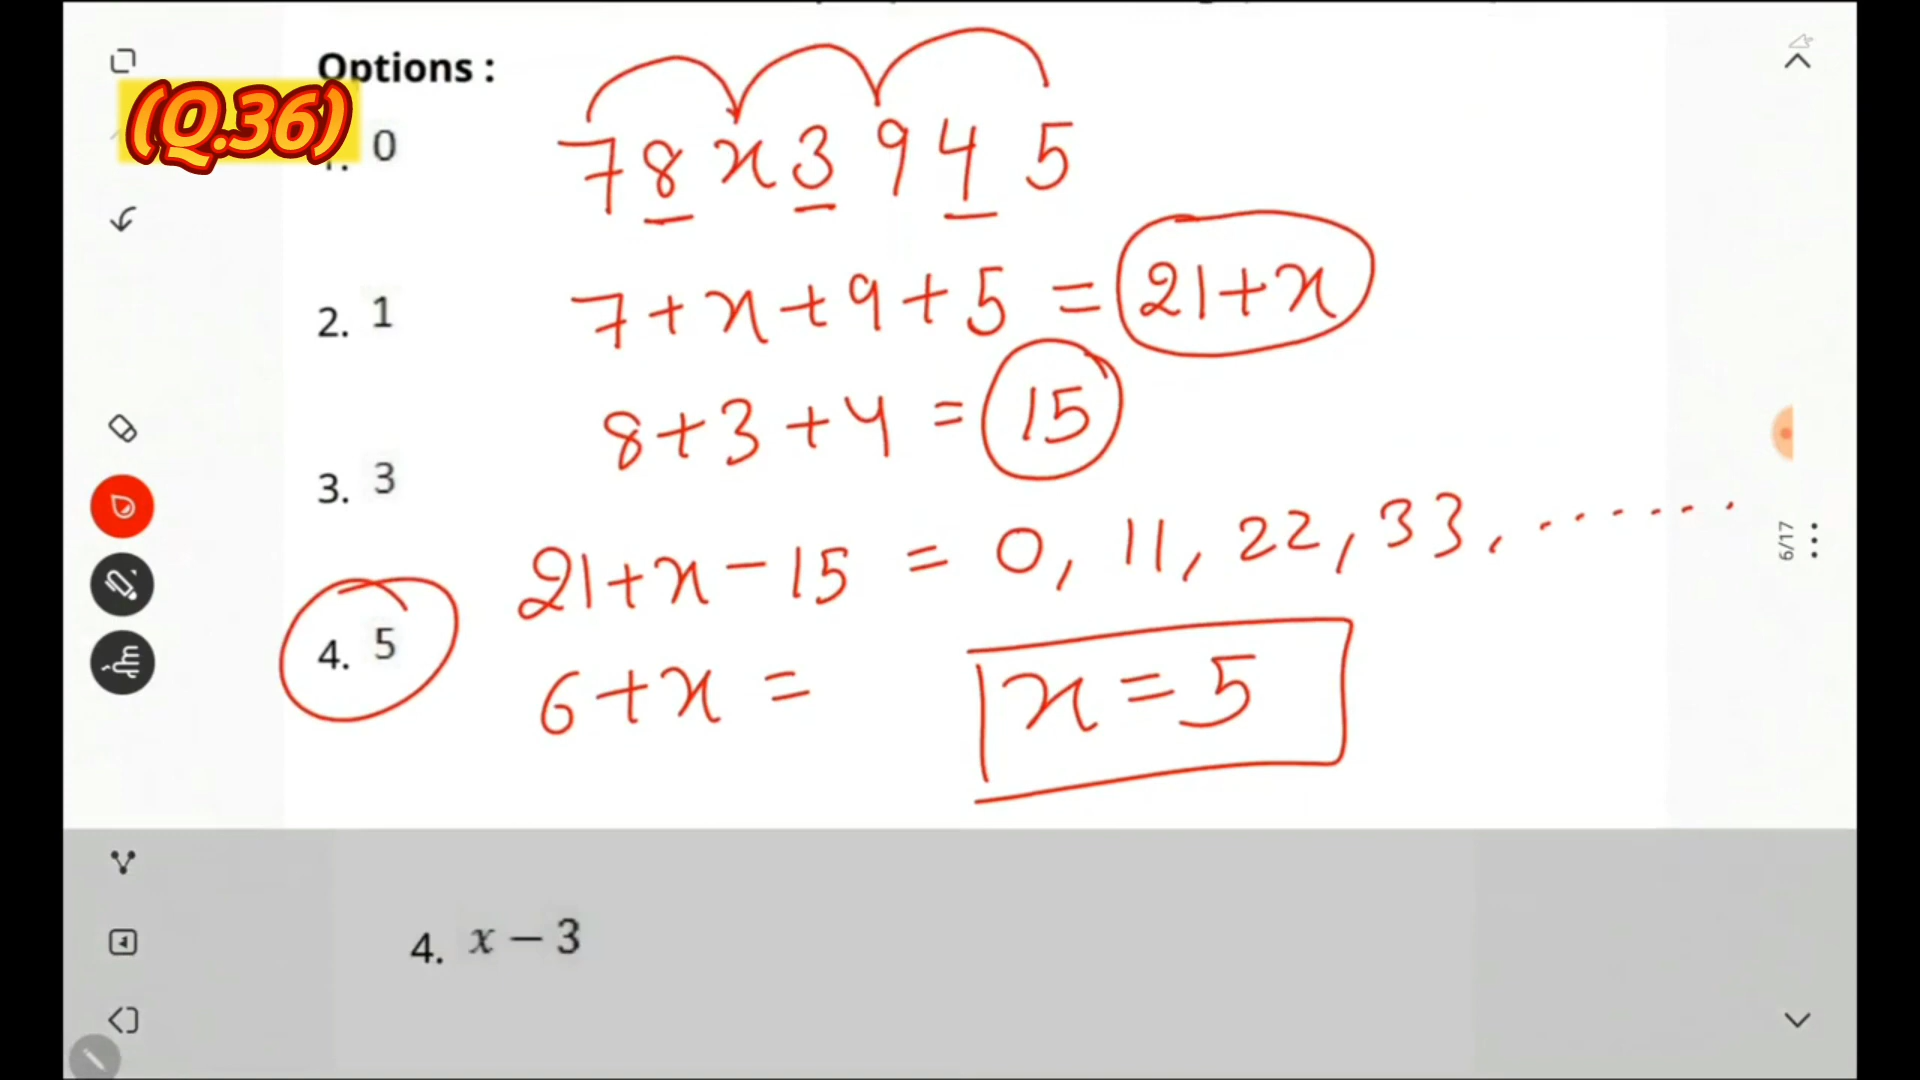 Options :
(Q.36)
1. 0
78x3945
2. 1
7+x+9+5 = 21+x
8+3+4 = 15
3. 3
21+x-15 = 0, 11, 22, 33, .......
4. 5
6+x =
x=5
6/17
4. x − 3